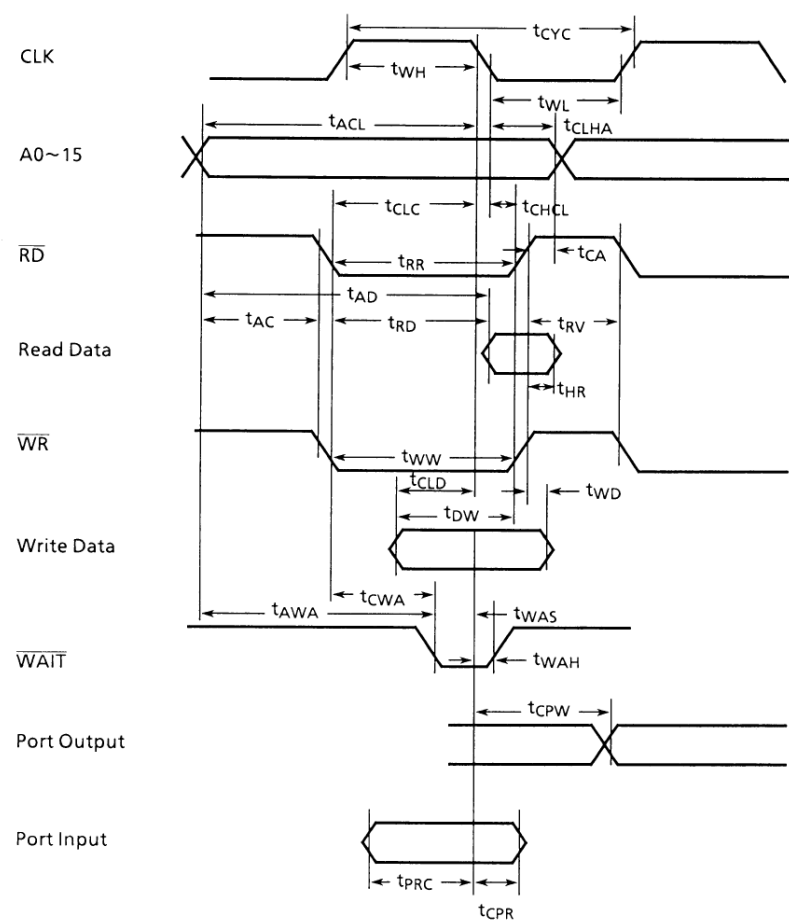 tCYC
CLK
tWH
tWL
tACL
tCLHA
A0~15
tCLC
tCHCL
RD
tRR
tCA
tAD
tAC
tRD
tRV
Read Data
tHR
WR
tWW
tCLD
tWD
tDW
Write Data
tCWA
tAWA
tWAS
WAIT
tWAH
tCPW
Port Output
Port Input
tPRC
tCPR